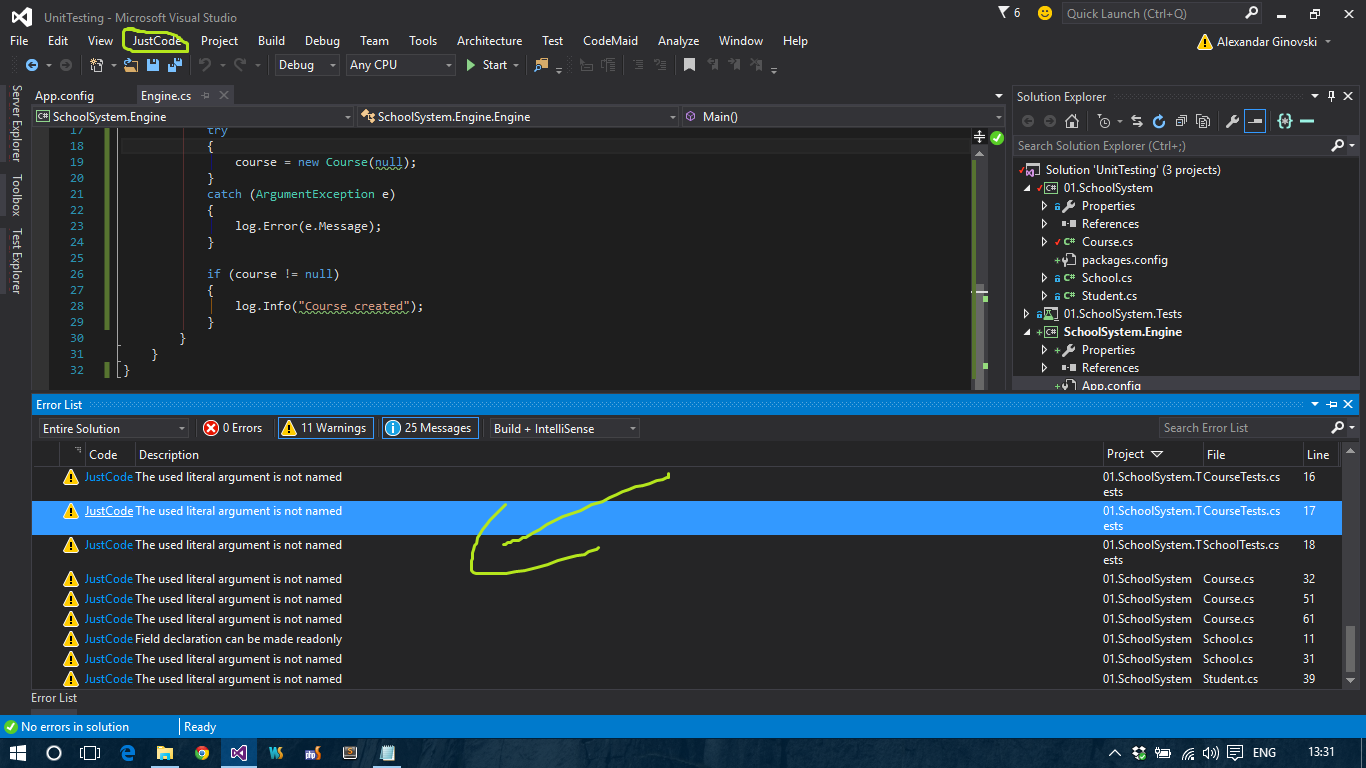 UnitTesting - Microsoft Visual Studio
6
Quick Launch (Ctrl+Q)
File Edit View JustCode Project Build Debug Team Tools Architecture Test CodeMaid Analyze Window Help
Alexandar Ginovski
Debug Any CPU Start
Server Explorer
Toolbox
Test Explorer
App.config Engine.cs
SchoolSystem.Engine SchoolSystem.Engine.Engine Main()
17 try
18 {
19 course = new Course(null);
20 }
21 catch (ArgumentException e)
22 {
23 log.Error(e.Message);
24 }
25
26 if (course != null)
27 {
28 log.Info("Course created");
29 }
30 }
31 }
32 }
Solution Explorer
Search Solution Explorer (Ctrl+;)
Solution 'UnitTesting' (3 projects)
01.SchoolSystem
Properties
References
Course.cs
packages.config
School.cs
Student.cs
01.SchoolSystem.Tests
SchoolSystem.Engine
Properties
References
App.config
Error List
Entire Solution 0 Errors 11 Warnings 25 Messages Build + IntelliSense Search Error List
Code Description Project File Line
JustCode The used literal argument is not named 01.SchoolSystem.T CourseTests.cs 16
ests
JustCode The used literal argument is not named 01.SchoolSystem.T CourseTests.cs 17
ests
JustCode The used literal argument is not named 01.SchoolSystem.T SchoolTests.cs 18
ests
JustCode The used literal argument is not named 01.SchoolSystem Course.cs 32
JustCode The used literal argument is not named 01.SchoolSystem Course.cs 51
JustCode The used literal argument is not named 01.SchoolSystem Course.cs 61
JustCode Field declaration can be made readonly 01.SchoolSystem School.cs 11
JustCode The used literal argument is not named 01.SchoolSystem School.cs 31
JustCode The used literal argument is not named 01.SchoolSystem Student.cs 39
Error List
No errors in solution Ready
ENG 13:31